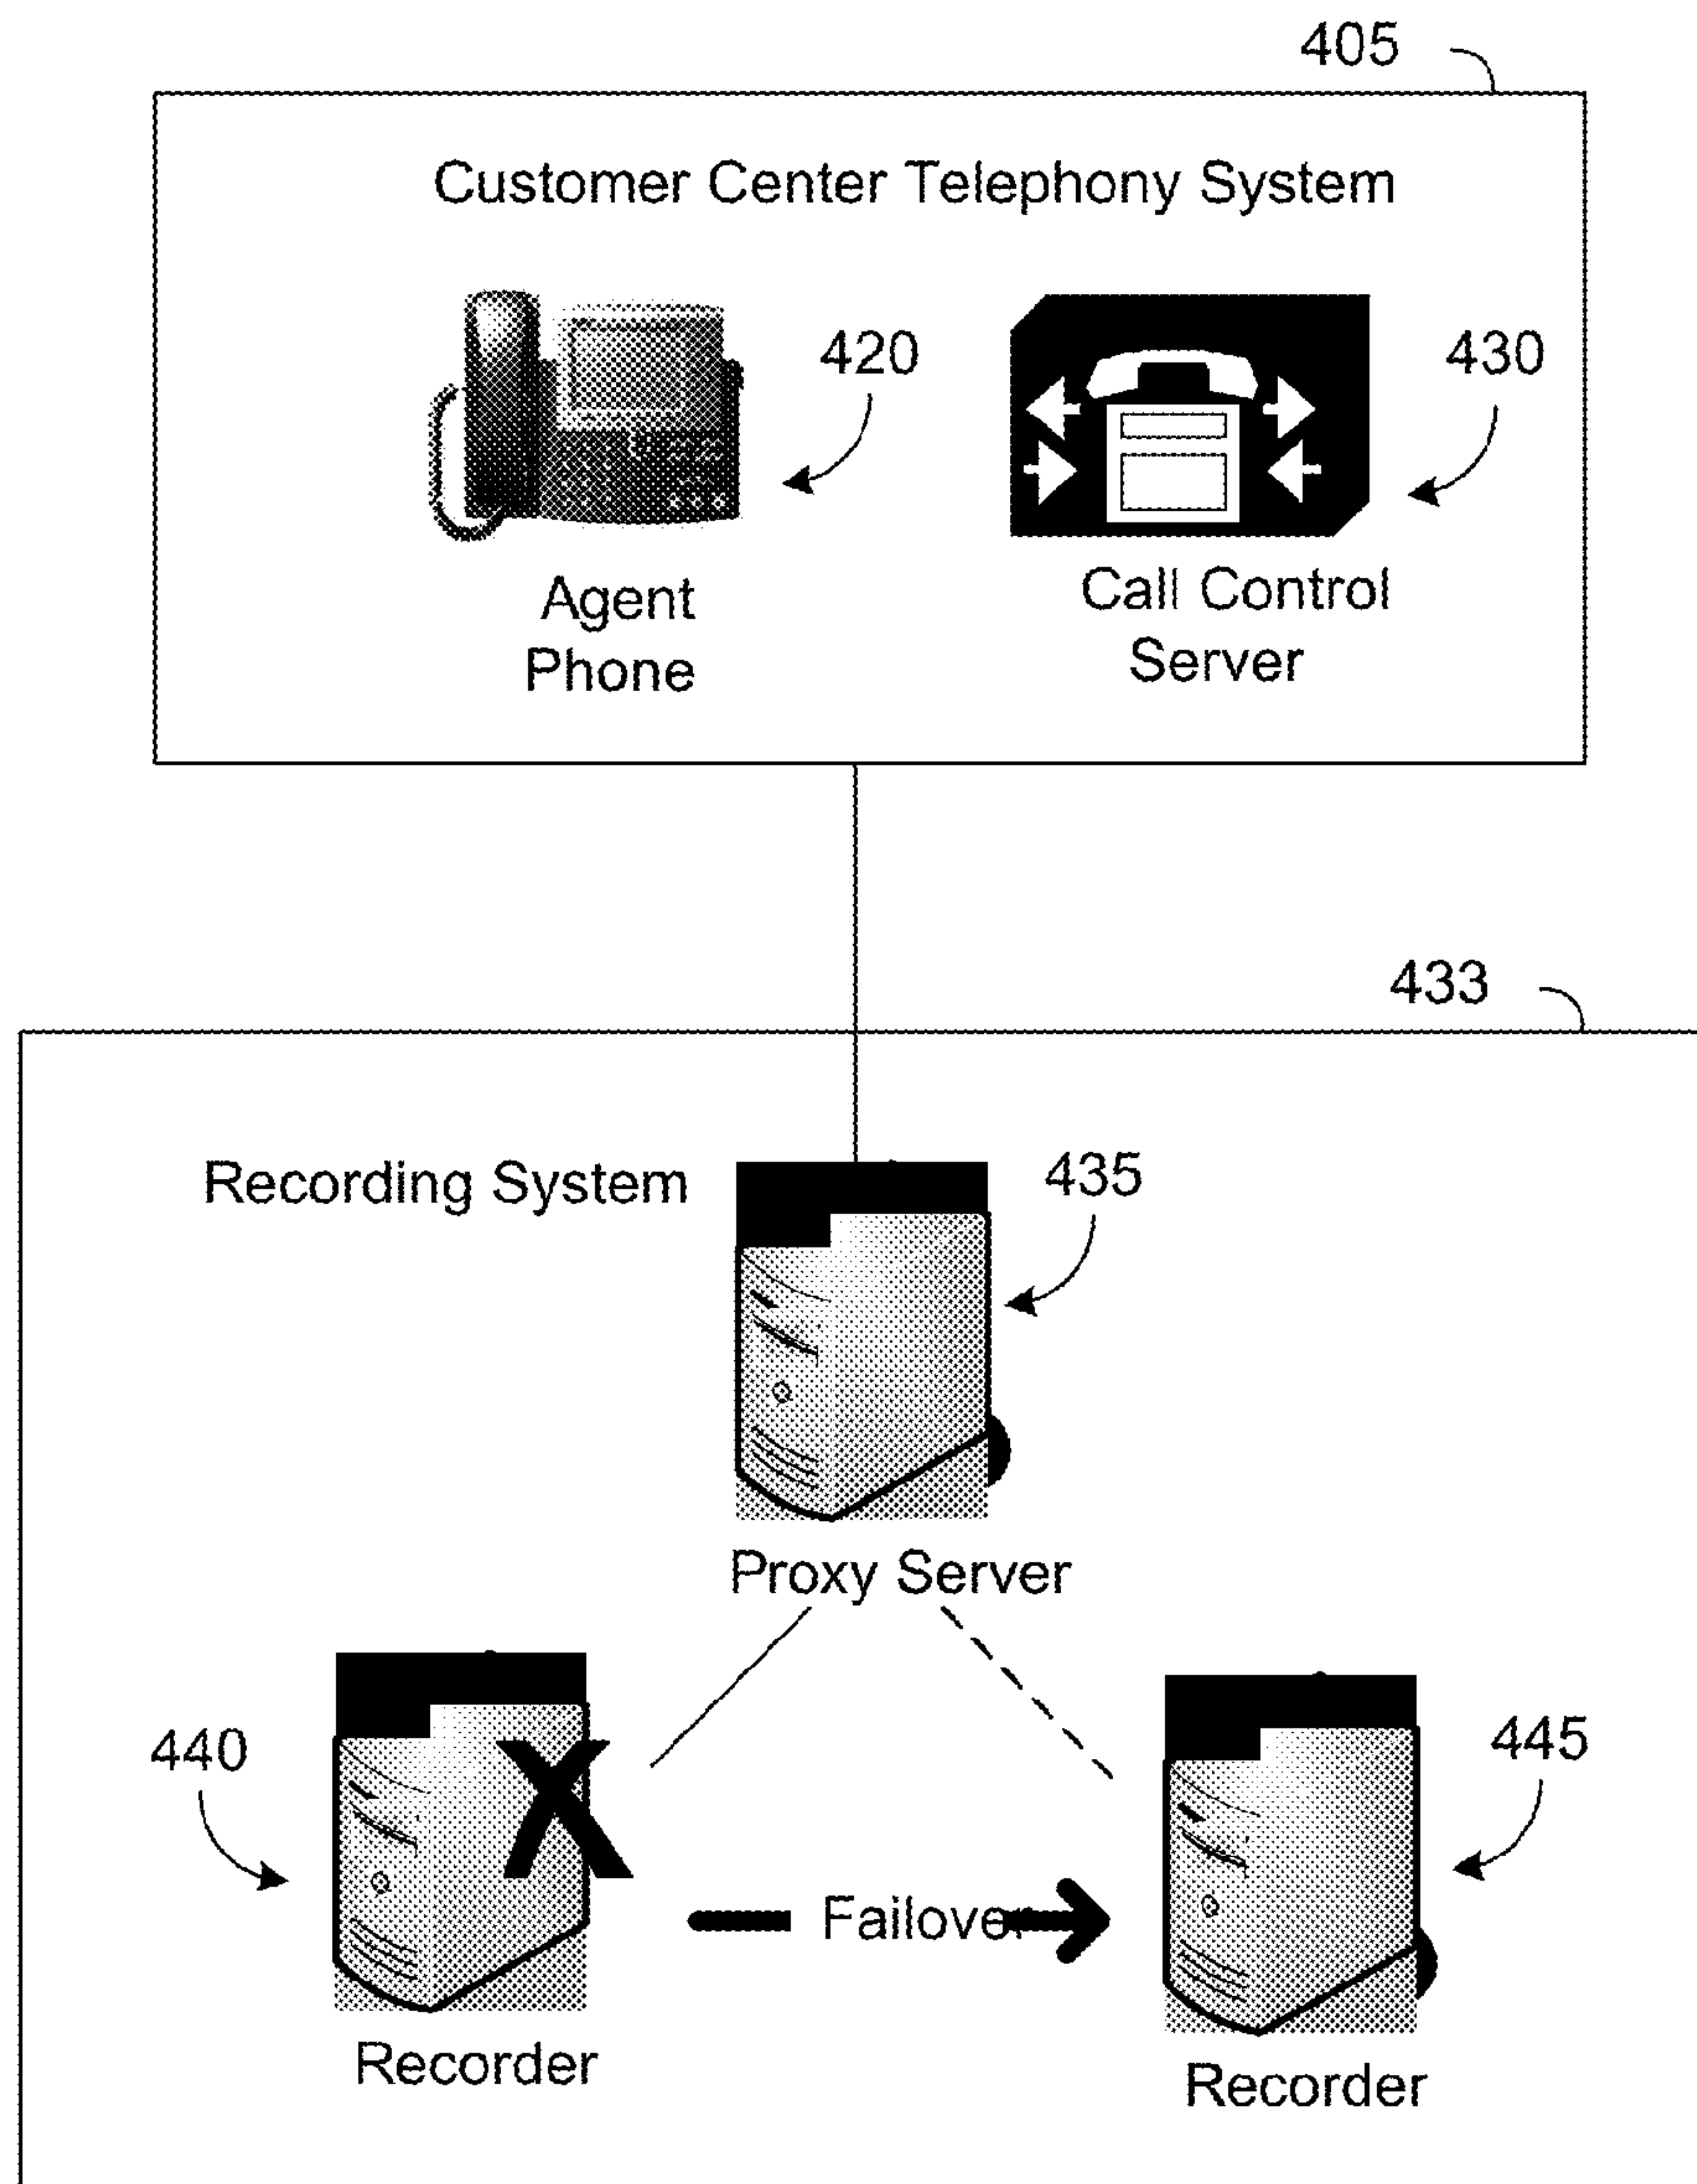 405
Customer Center Telephony System
420
430
Agent
Phone
Call Control
Server
433
Recording System
435
Proxy Server
440
X
445
Failover
Recorder
Recorder